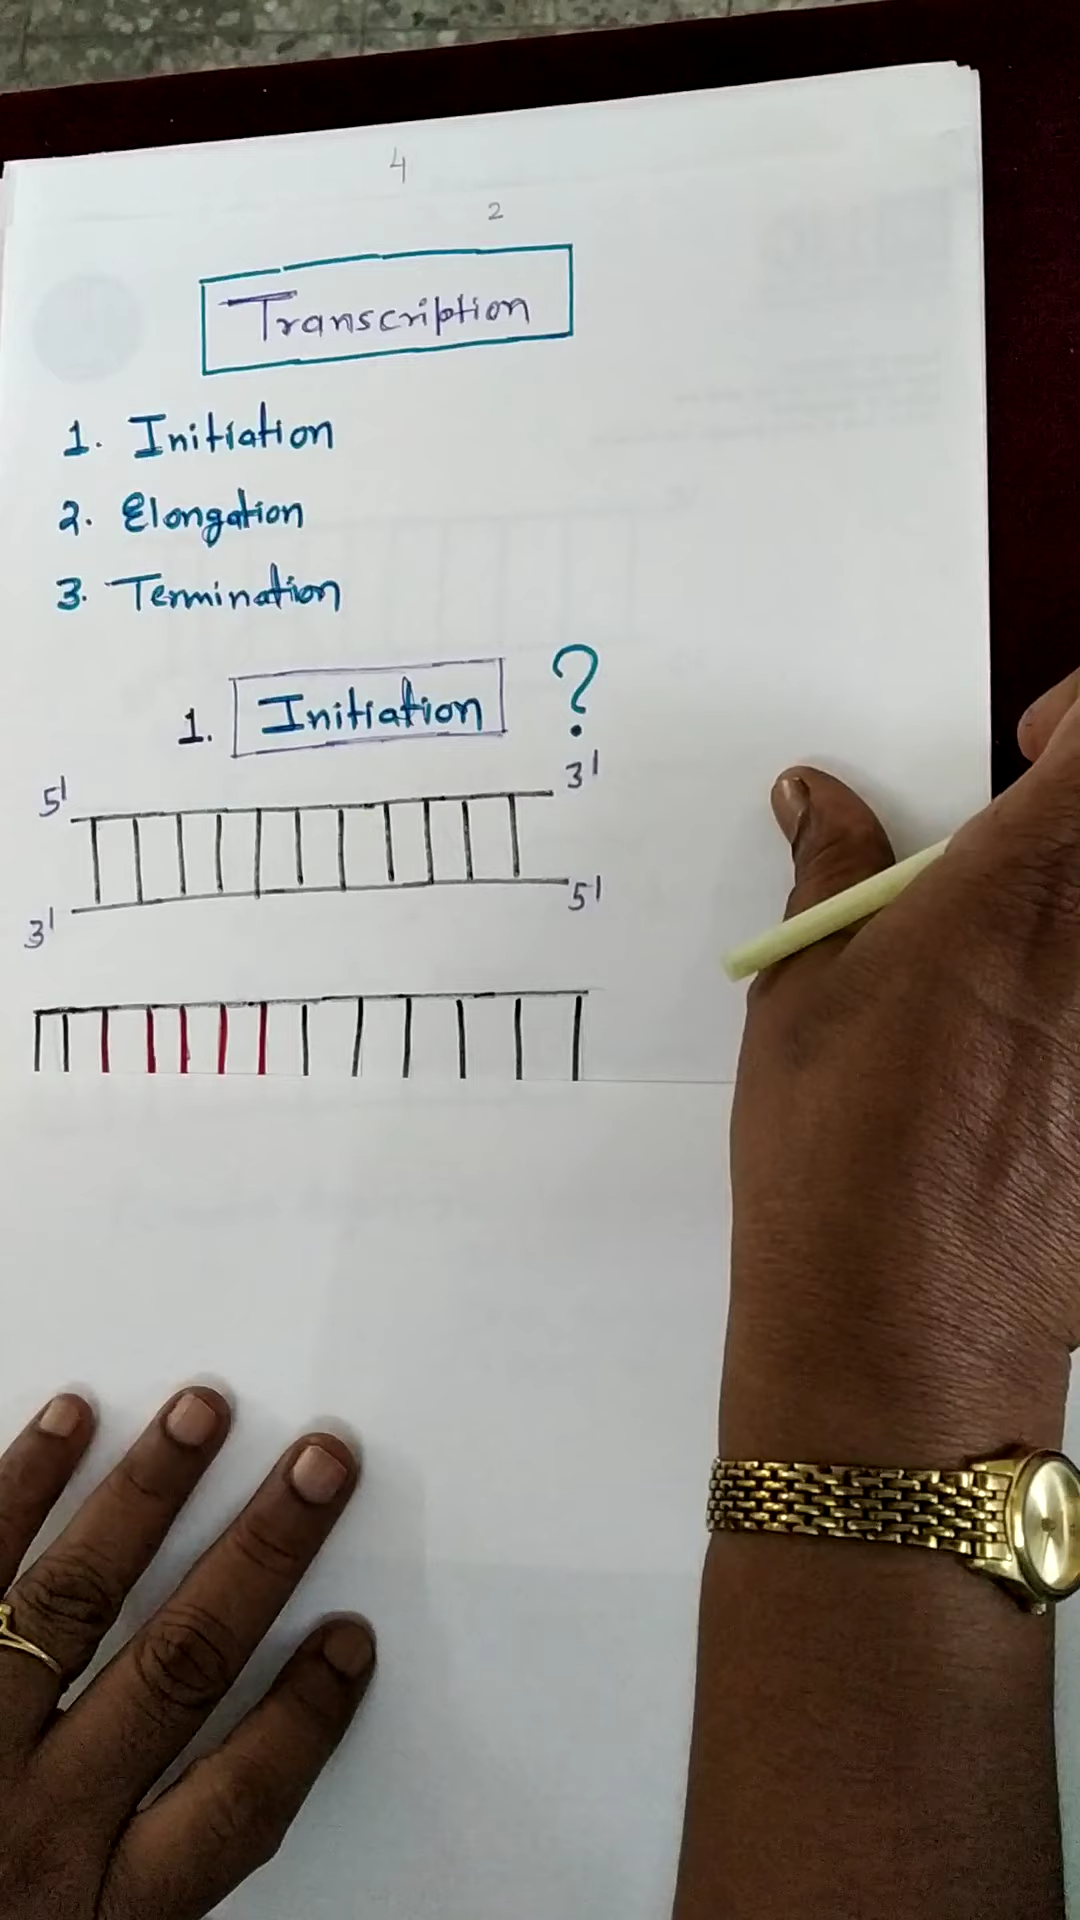 4
2
Transcription
1. Initiation
2. Elongation
3. Termination
1. Initiation ?
5' 3'
3' 5'